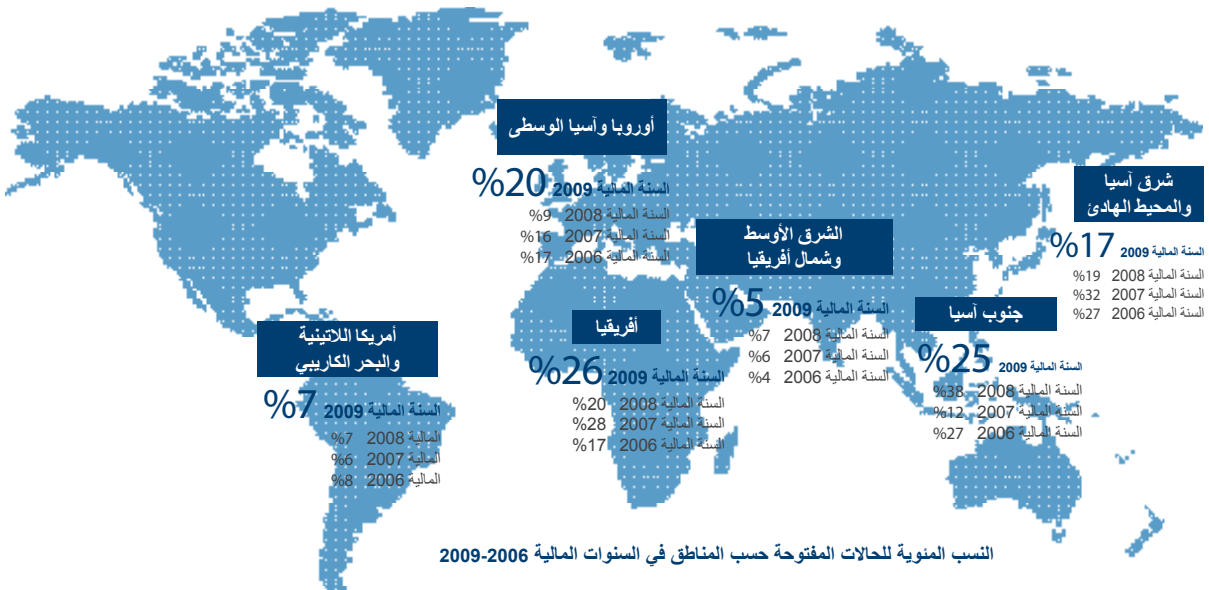 أوروبا وآسيا الوسطى
السنة المالية 2009 %20
السنة المالية 2008 %9
السنة المالية 2007 %16
السنة المالية 2006 %17
شرق آسيا
والمحيط الهادئ
السنة المالية 2009 %17
السنة المالية 2008 %19
السنة المالية 2007 %32
السنة المالية 2006 %27
الشرق الأوسط
وشمال أفريقيا
السنة المالية 2009 %5
السنة المالية 2008 %7
السنة المالية 2007 %6
السنة المالية 2006 %4
جنوب آسيا
السنة المالية 2009 %25
السنة المالية 2008 %38
السنة المالية 2007 %12
السنة المالية 2006 %27
أفريقيا
السنة المالية 2009 %26
السنة المالية 2008 %20
السنة المالية 2007 %28
السنة المالية 2006 %17
أمريكا اللاتينية
والبحر الكاريبي
السنة المالية 2009 %7
المالية 2008 %7
المالية 2007 %6
المالية 2006 %8
النسب المئوية للحالات المفتوحة حسب المناطق في السنوات المالية 2006-2009